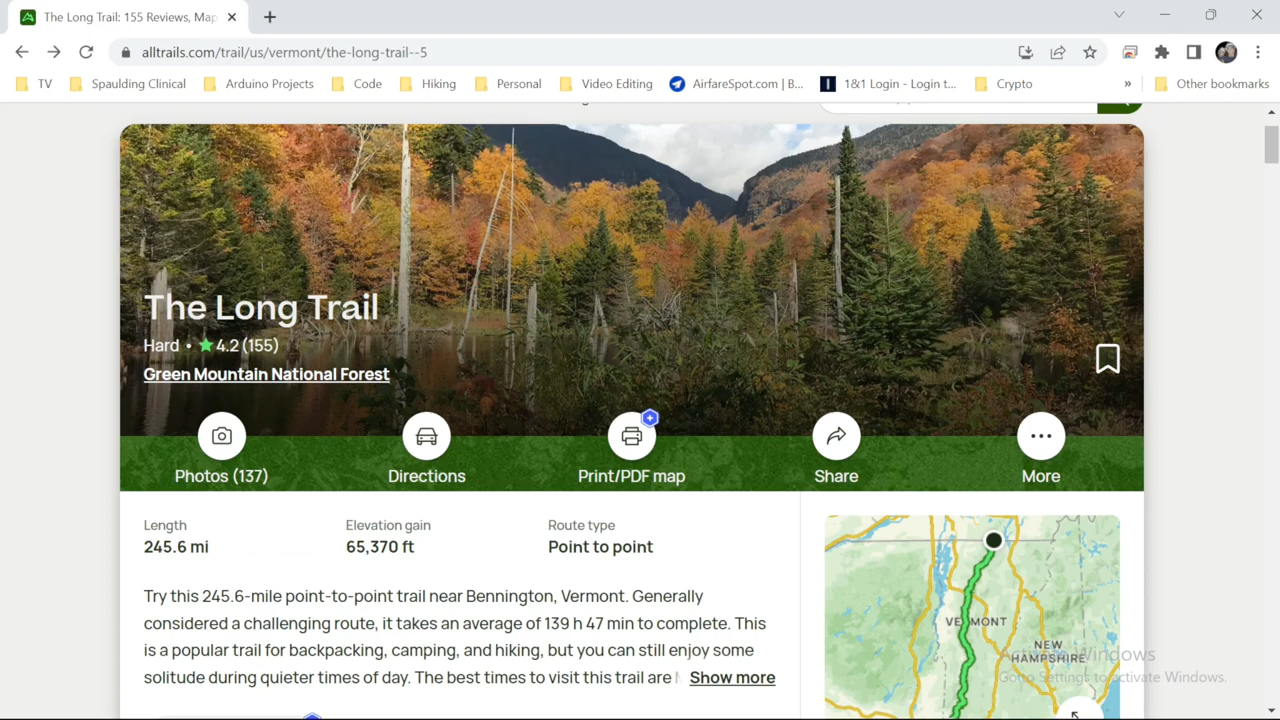 The Long Trail: 155 Reviews, Map
alltrails.com/trail/us/vermont/the-long-trail--5
TV Spaulding Clinical Arduino Projects Code Hiking Personal Video Editing AirfareSpot.com | B... 1&1 Login - Login t... Crypto » Other bookmarks
The Long Trail
Hard • 4.2 (155)
Green Mountain National Forest
Photos (137) Directions Print/PDF map Share More
Length Elevation gain Route type
245.6 mi 65,370 ft Point to point
Try this 245.6-mile point-to-point trail near Bennington, Vermont. Generally
considered a challenging route, it takes an average of 139 h 47 min to complete. This
is a popular trail for backpacking, camping, and hiking, but you can still enjoy some
solitude during quieter times of day. The best times to visit this trail are Show more
VERMONT
NEW
HAMPSHIRE
Activate Windows
Go to Settings to activate Windows.